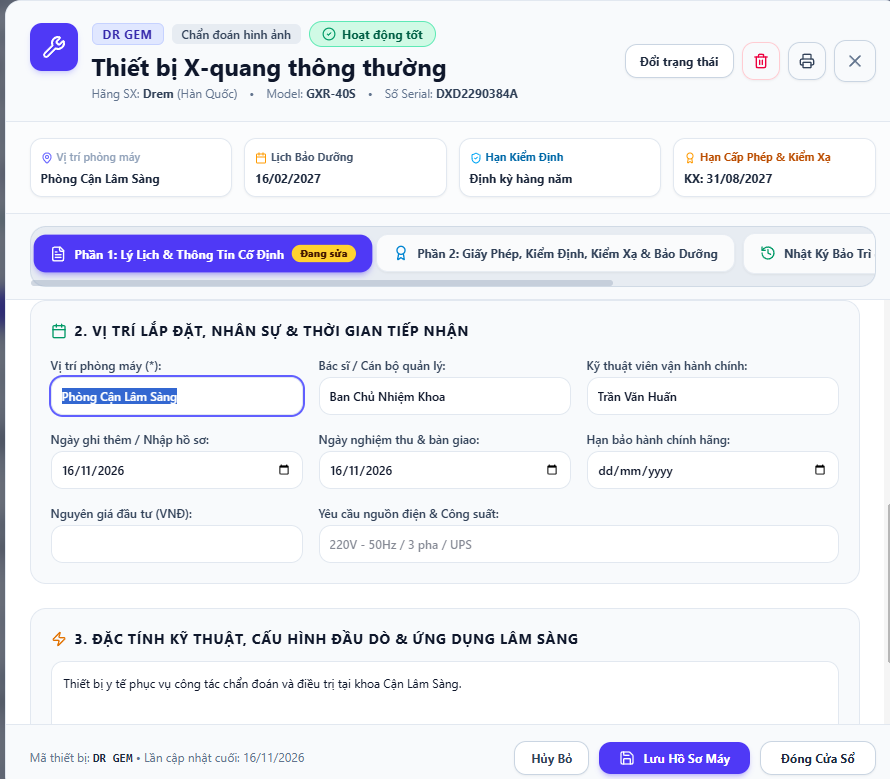 DR GEM Chẩn đoán hình ảnh Hoạt động tốt
Thiết bị X-quang thông thường
Hãng SX: Drem (Hàn Quốc) • Model: GXR-40S • Số Serial: DXD2290384A
Đổi trạng thái
Vị trí phòng máy
Phòng Cận Lâm Sàng
Lịch Bảo Dưỡng
16/02/2027
Hạn Kiểm Định
Định kỳ hàng năm
Hạn Cấp Phép & Kiểm Xạ
KX: 31/08/2027
Phần 1: Lý Lịch & Thông Tin Cố Định Đang sửa
Phần 2: Giấy Phép, Kiểm Định, Kiểm Xạ & Bảo Dưỡng
Nhật Ký Bảo Trì
2. VỊ TRÍ LẮP ĐẶT, NHÂN SỰ & THỜI GIAN TIẾP NHẬN
Vị trí phòng máy (*):
Phòng Cận Lâm Sàng
Bác sĩ / Cán bộ quản lý:
Ban Chủ Nhiệm Khoa
Kỹ thuật viên vận hành chính:
Trần Văn Huấn
Ngày ghi thêm / Nhập hồ sơ:
16/11/2026
Ngày nghiệm thu & bàn giao:
16/11/2026
Hạn bảo hành chính hãng:
dd/mm/yyyy
Nguyên giá đầu tư (VNĐ):
Yêu cầu nguồn điện & Công suất:
220V - 50Hz / 3 pha / UPS
3. ĐẶC TÍNH KỸ THUẬT, CẤU HÌNH ĐẦU DÒ & ỨNG DỤNG LÂM SÀNG
Thiết bị y tế phục vụ công tác chẩn đoán và điều trị tại khoa Cận Lâm Sàng.
Mã thiết bị: DR GEM • Lần cập nhật cuối: 16/11/2026
Hủy Bỏ
Lưu Hồ Sơ Máy
Đóng Cửa Sổ